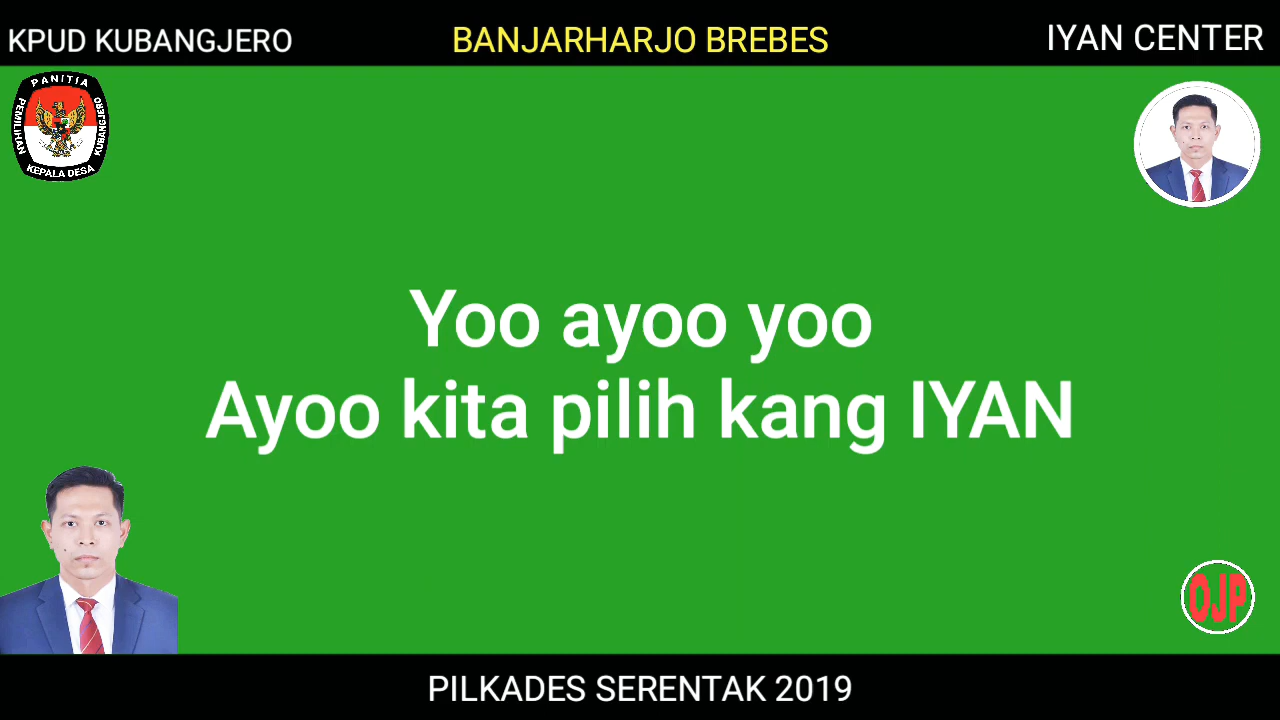 KPUD KUBANGJERO
BANJARHARJO BREBES
IYAN CENTER
PANITIA
PEMILIHAN
KUBANGJERO
KEPALA DESA
Yoo ayoo yoo
Ayoo kita pilih kang IYAN
OJP
PILKADES SERENTAK 2019